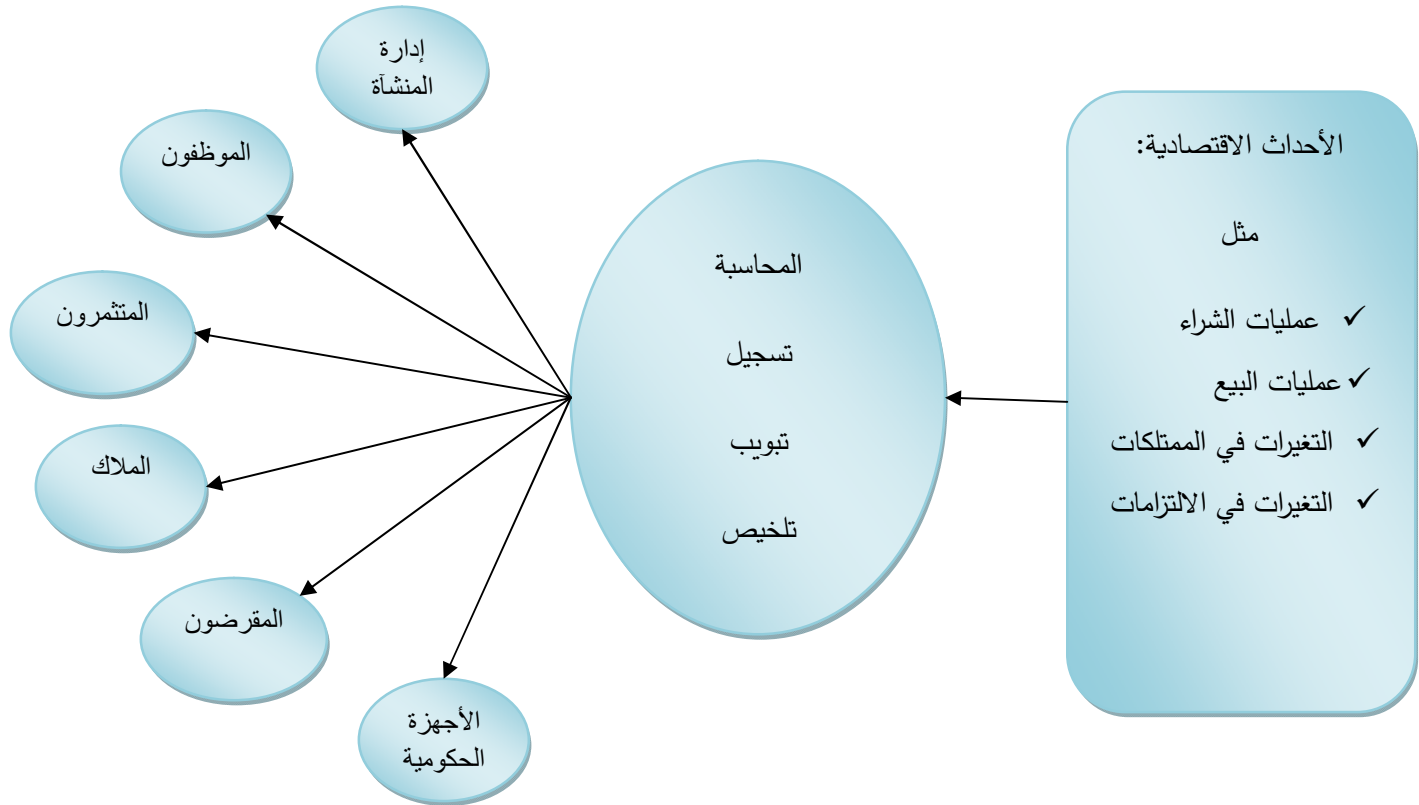 الأحداث الاقتصادية:
مثل
✓ عمليات الشراء
✓ عمليات البيع
✓ التغيرات في الممتلكات
✓ التغيرات في الالتزامات
المحاسبة
تسجيل
تبويب
تلخيص
إدارة
المنشآة
الموظفون
المتثمرون
الملاك
المقرضون
الأجهزة
الحكومية